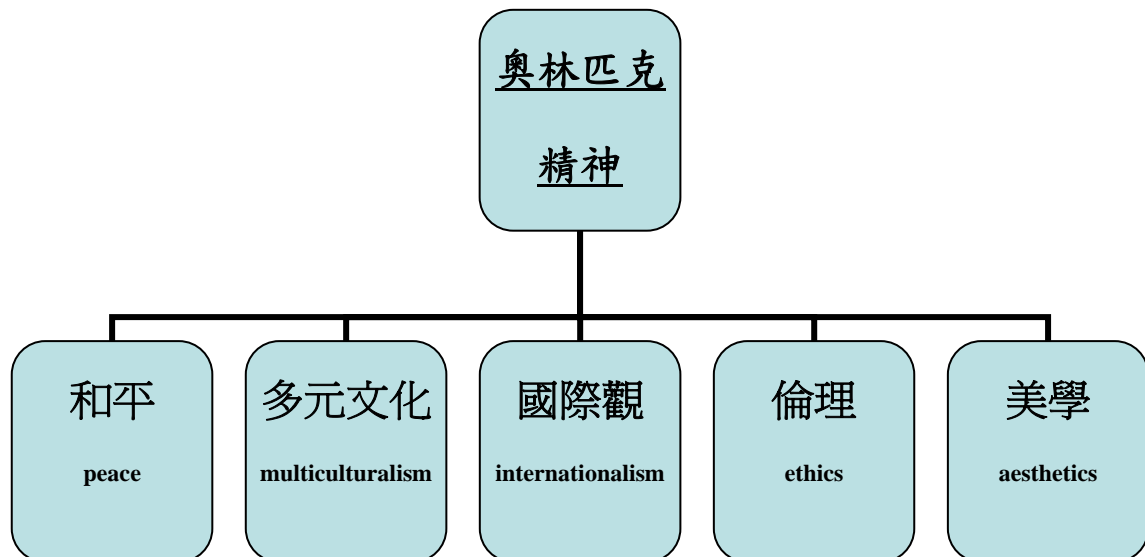 奧林匹克
精神
和平
peace
多元文化
multiculturalism
國際觀
internationalism
倫理
ethics
美學
aesthetics